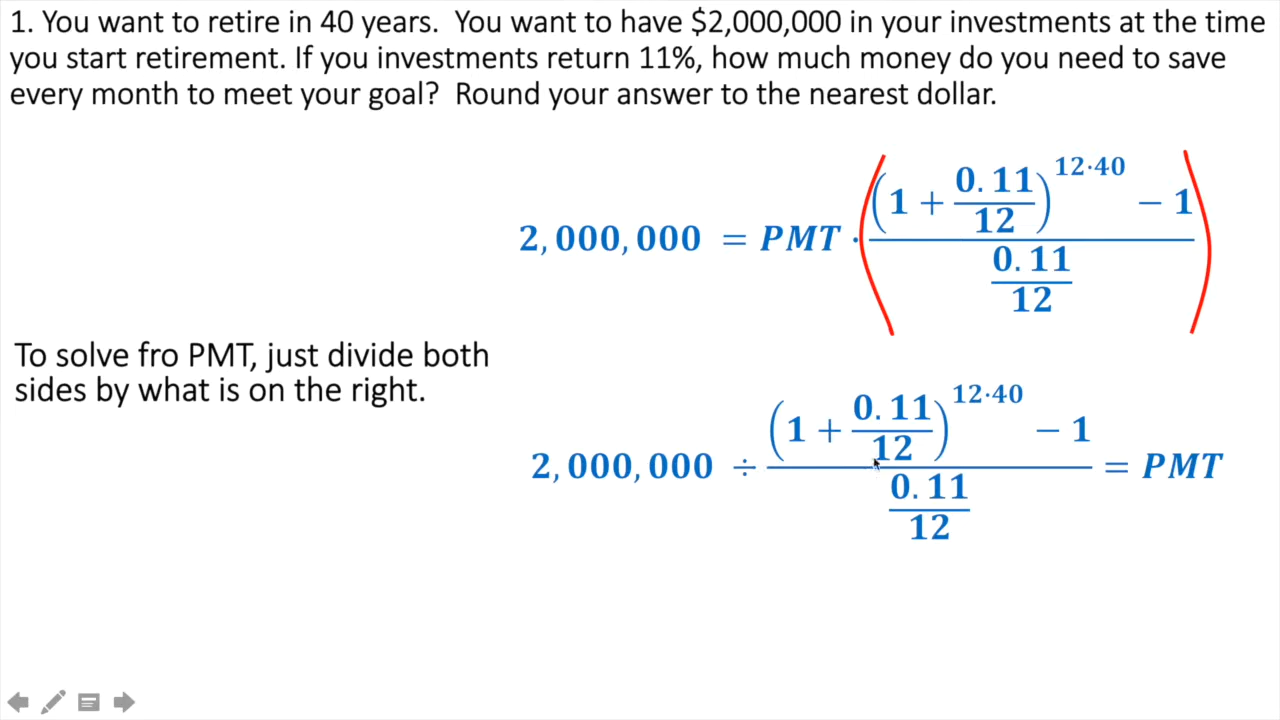 1. You want to retire in 40 years.  You want to have $2,000,000 in your investments at the time
you start retirement. If you investments return 11%, how much money do you need to save
every month to meet your goal?  Round your answer to the nearest dollar.
2,000,000 = PMT · ( ( (1 + 0.11/12)^(12·40) − 1 ) / (0.11/12) )
To solve fro PMT, just divide both
sides by what is on the right.
2,000,000 ÷ ( (1 + 0.11/12)^(12·40) − 1 ) / (0.11/12) = PMT